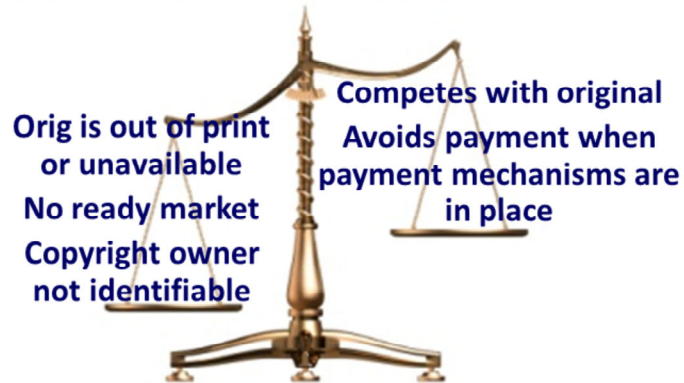 Orig is out of print
or unavailable
No ready market
Copyright owner
not identifiable
Competes with original
Avoids payment when
payment mechanisms are
in place